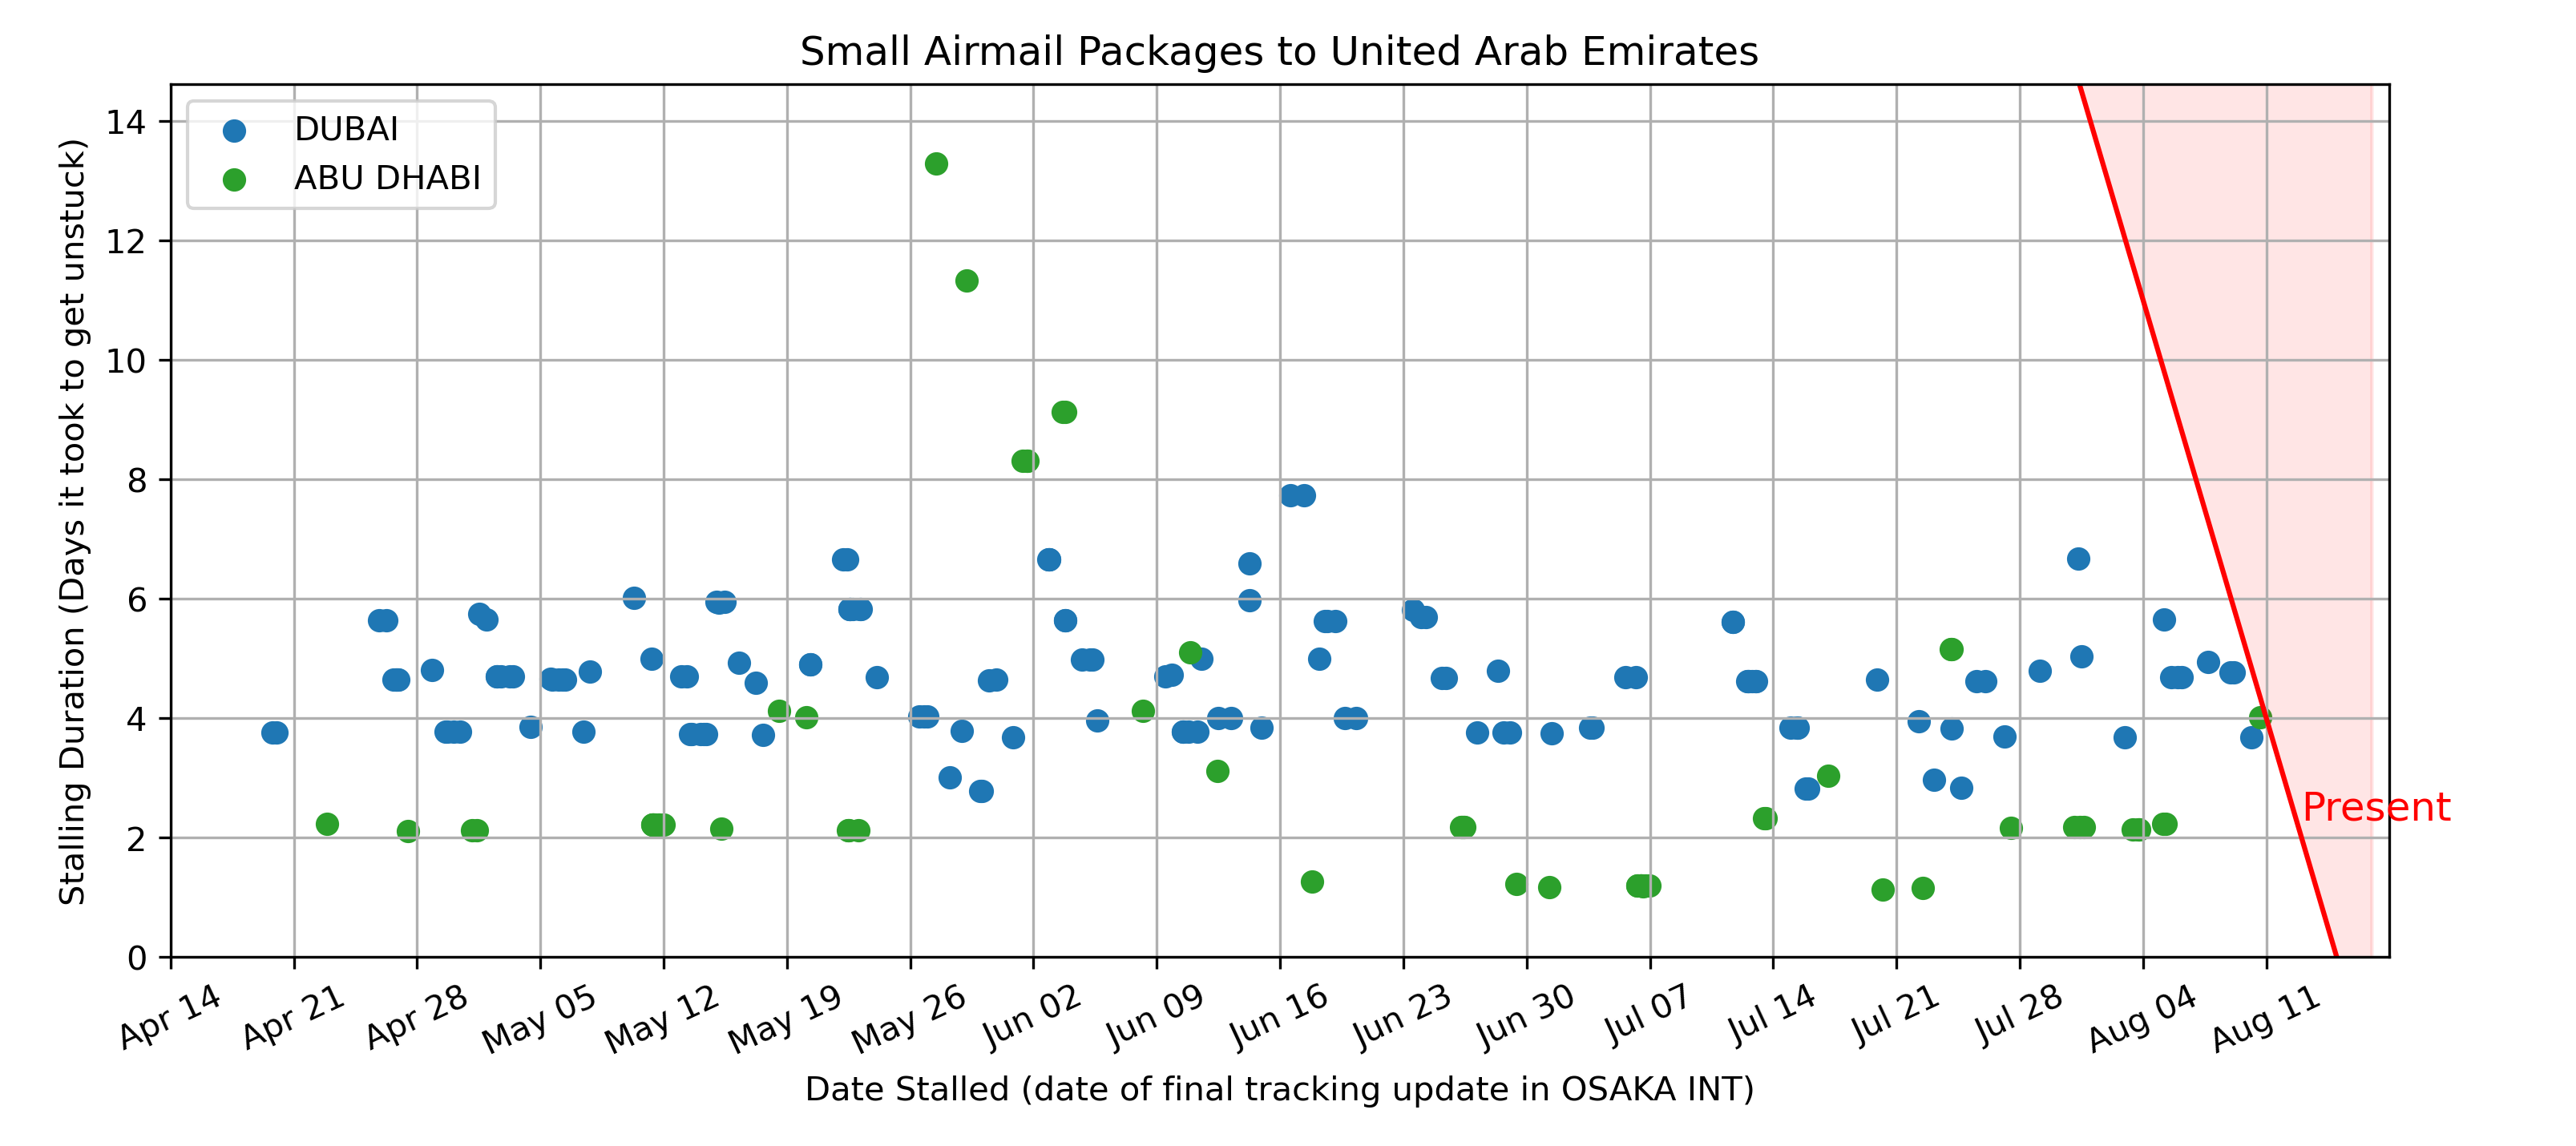 Small Airmail Packages to United Arab Emirates
DUBAI
ABU DHABI
Stalling Duration (Days it took to get unstuck)
14
12
10
8
6
4
2
0
Present
Apr 14
Apr 21
Apr 28
May 05
May 12
May 19
May 26
Jun 02
Jun 09
Jun 16
Jun 23
Jun 30
Jul 07
Jul 14
Jul 21
Jul 28
Aug 04
Aug 11
Date Stalled (date of final tracking update in OSAKA INT)